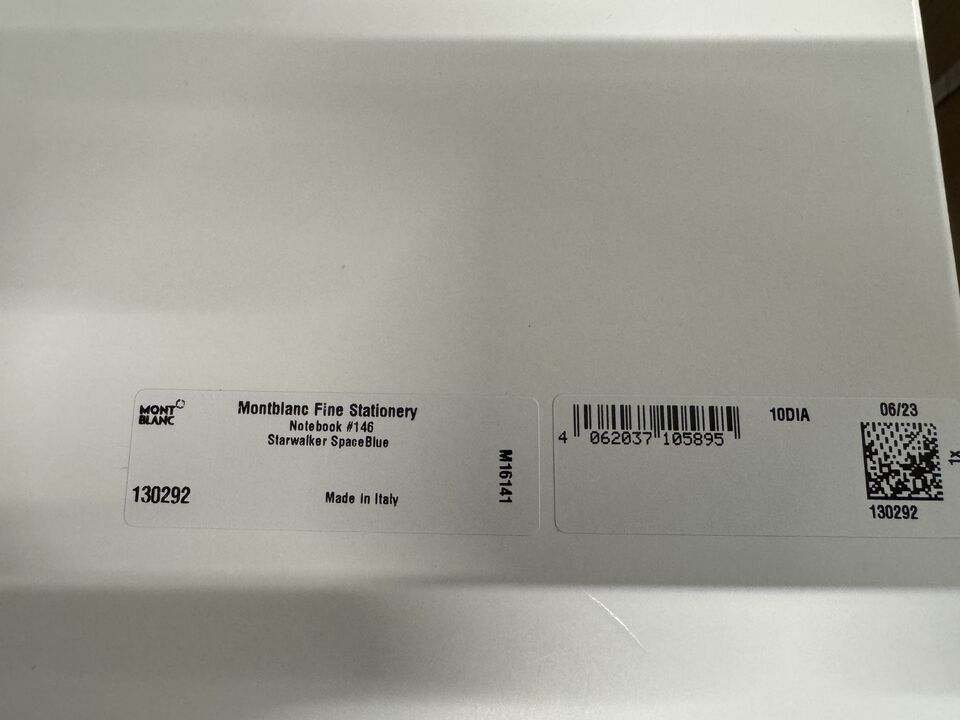 MONT
BLANC
Montblanc Fine Stationery
Notebook #146
Starwalker SpaceBlue
130292
Made in Italy
M16141
4 062037 105895
10DIA
06/23
130292
1x